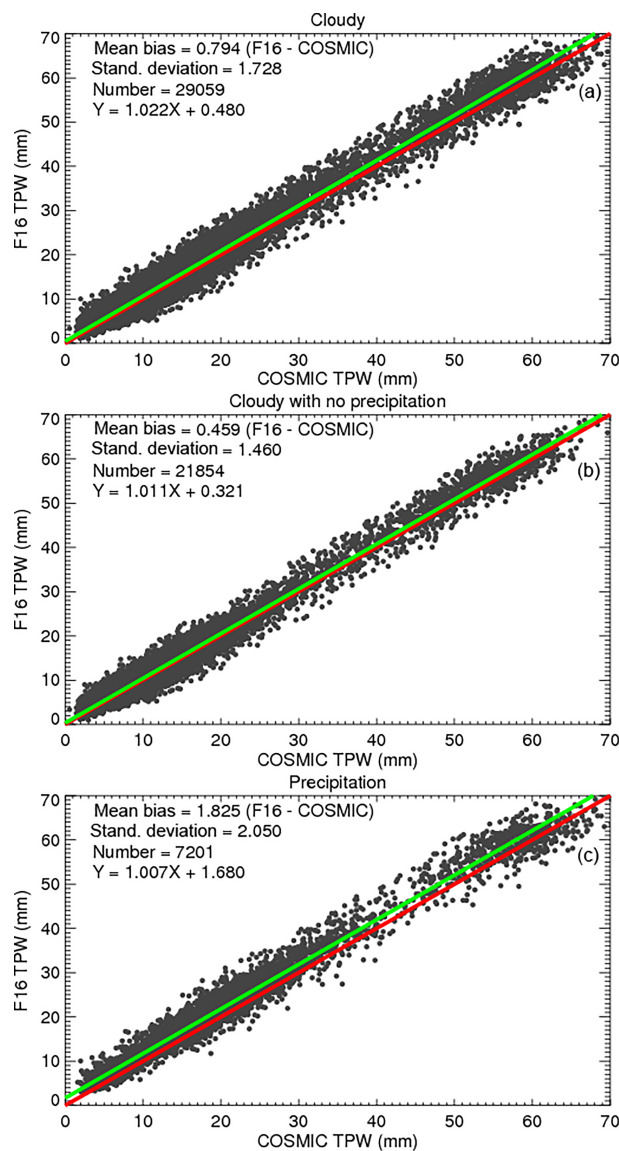 Cloudy
Mean bias = 0.794 (F16 - COSMIC)
Stand. deviation = 1.728
Number = 29059
Y = 1.022X + 0.480
(a)
70
60
50
40
30
20
10
0
F16 TPW (mm)
0 10 20 30 40 50 60 70
COSMIC TPW (mm)
Cloudy with no precipitation
Mean bias = 0.459 (F16 - COSMIC)
Stand. deviation = 1.460
Number = 21854
Y = 1.011X + 0.321
(b)
70
60
50
40
30
20
10
0
F16 TPW (mm)
0 10 20 30 40 50 60 70
COSMIC TPW (mm)
Precipitation
Mean bias = 1.825 (F16 - COSMIC)
Stand. deviation = 2.050
Number = 7201
Y = 1.007X + 1.680
(c)
70
60
50
40
30
20
10
0
F16 TPW (mm)
0 10 20 30 40 50 60 70
COSMIC TPW (mm)